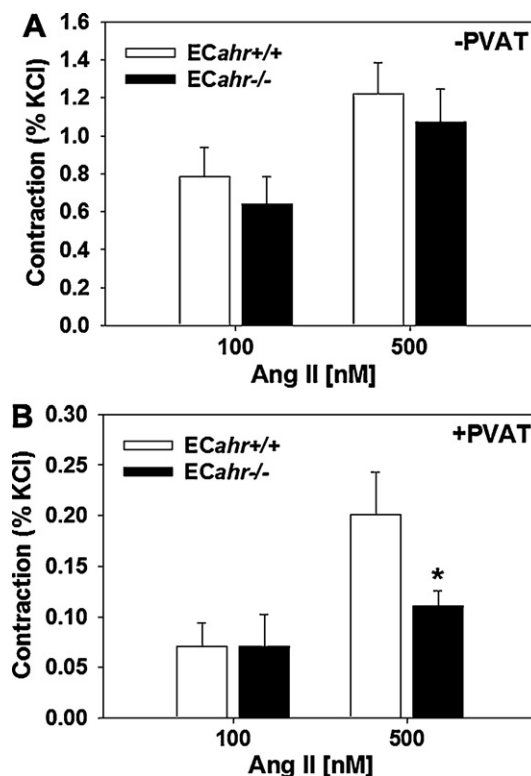 A
ECahr+/+
ECahr-/-
-PVAT
Contraction (% KCl)
1.6
1.4
1.2
1.0
0.8
0.6
0.4
0.2
0.0
100
500
Ang II [nM]
B
ECahr+/+
ECahr-/-
+PVAT
Contraction (% KCl)
0.30
0.25
0.20
0.15
0.10
0.05
0.00
*
100
500
Ang II [nM]